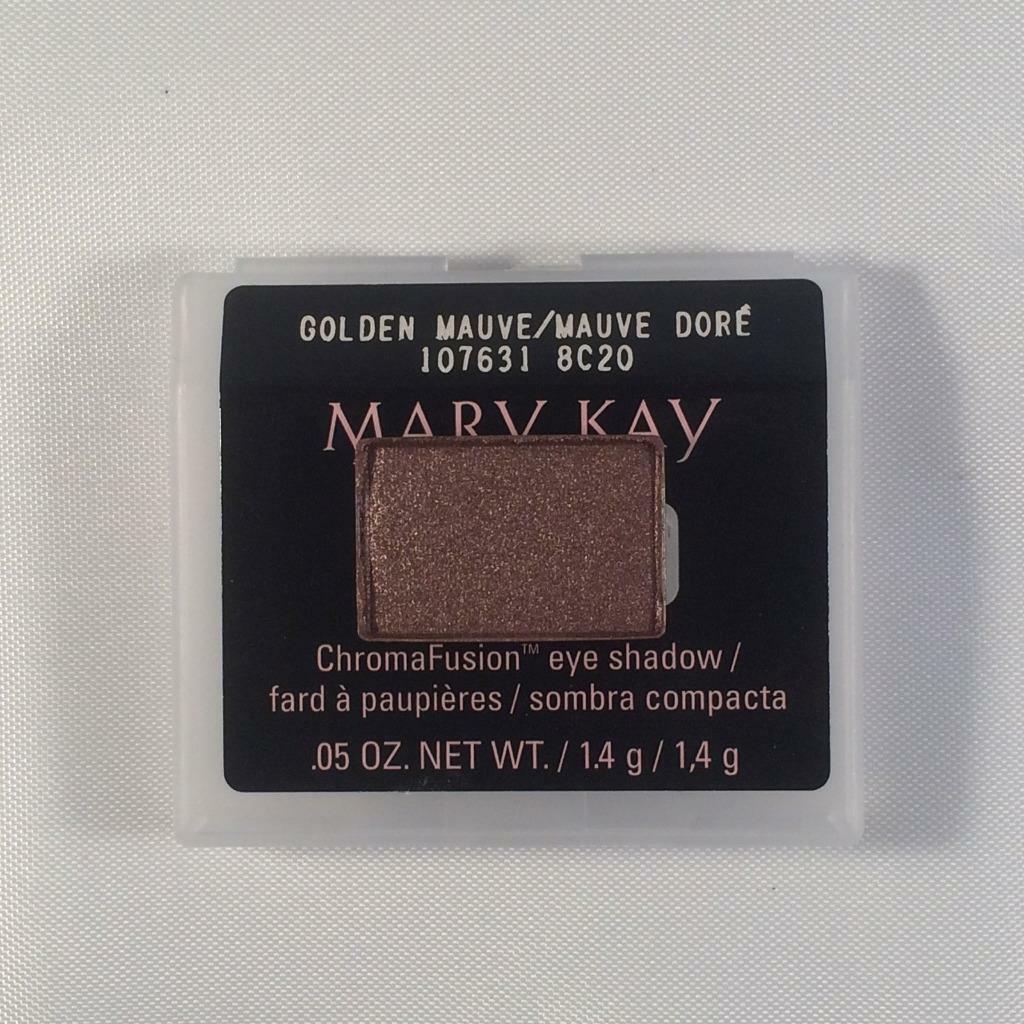 GOLDEN MAUVE/MAUVE DORÉ
107631 8C20
MARY KAY
ChromaFusion™ eye shadow /
fard à paupières / sombra compacta
.05 OZ. NET WT. / 1.4 g / 1,4 g